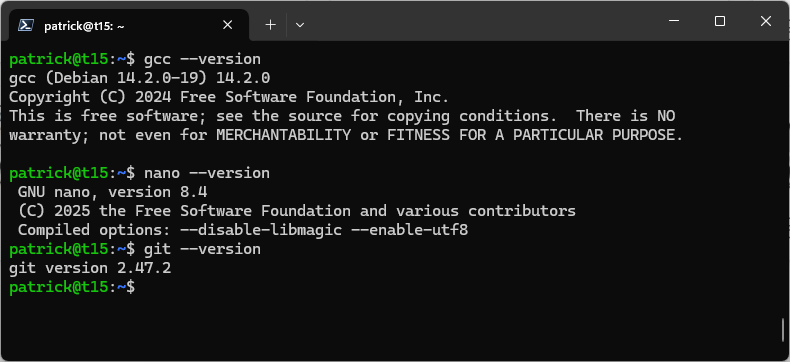 patrick@t15: ~
patrick@t15:~$ gcc --version
gcc (Debian 14.2.0-19) 14.2.0
Copyright (C) 2024 Free Software Foundation, Inc.
This is free software; see the source for copying conditions.  There is NO
warranty; not even for MERCHANTABILITY or FITNESS FOR A PARTICULAR PURPOSE.

patrick@t15:~$ nano --version
 GNU nano, version 8.4
 (C) 2025 the Free Software Foundation and various contributors
 Compiled options: --disable-libmagic --enable-utf8
patrick@t15:~$ git --version
git version 2.47.2
patrick@t15:~$